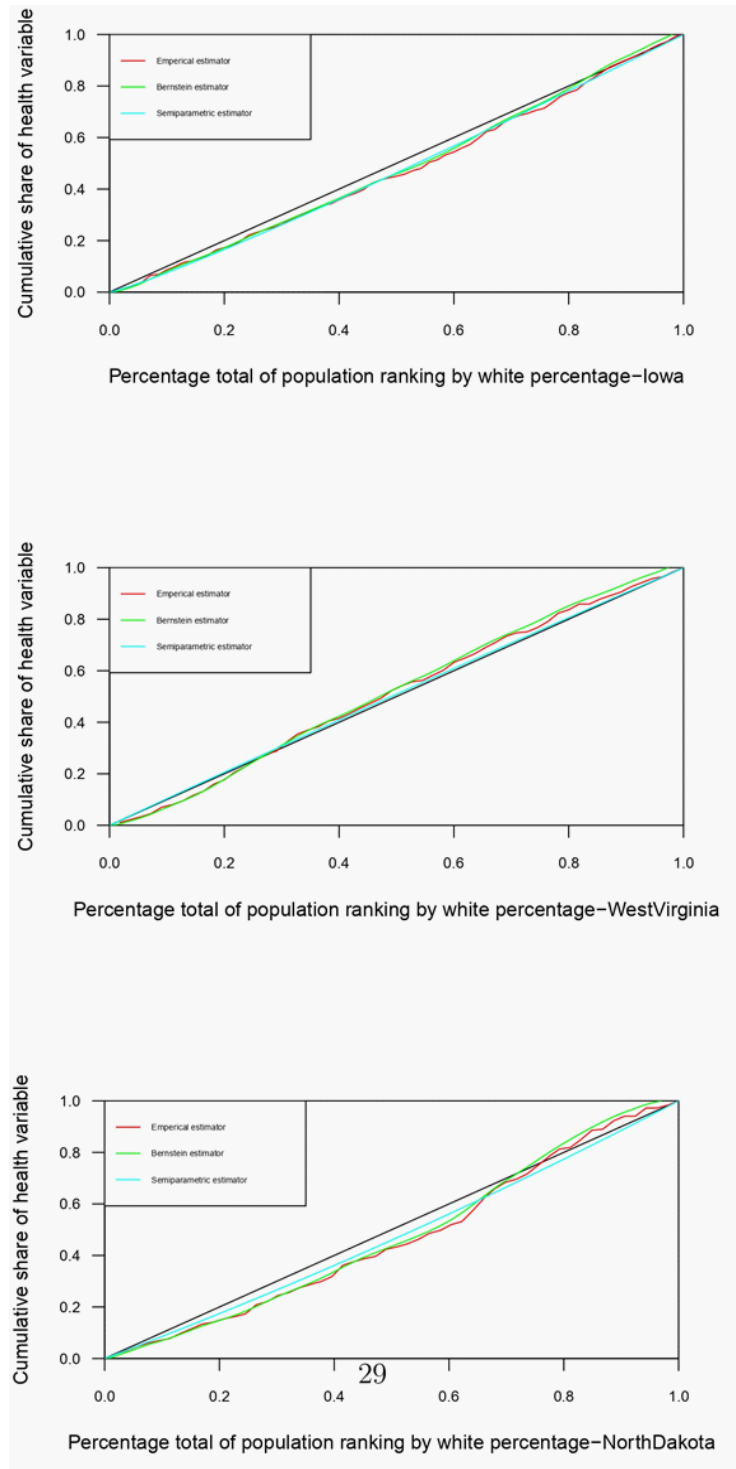 Cumulative share of health variable
1.0
0.8
0.6
0.4
0.2
0.0
Emperical estimator
Bernstein estimator
Semiparametric estimator
0.0 0.2 0.4 0.6 0.8 1.0
Percentage total of population ranking by white percentage−Iowa
Cumulative share of health variable
1.0
0.8
0.6
0.4
0.2
0.0
Emperical estimator
Bernstein estimator
Semiparametric estimator
0.0 0.2 0.4 0.6 0.8 1.0
Percentage total of population ranking by white percentage−WestVirginia
Cumulative share of health variable
1.0
0.8
0.6
0.4
0.2
0.0
Emperical estimator
Bernstein estimator
Semiparametric estimator
29
0.0 0.2 0.4 0.6 0.8 1.0
Percentage total of population ranking by white percentage−NorthDakota